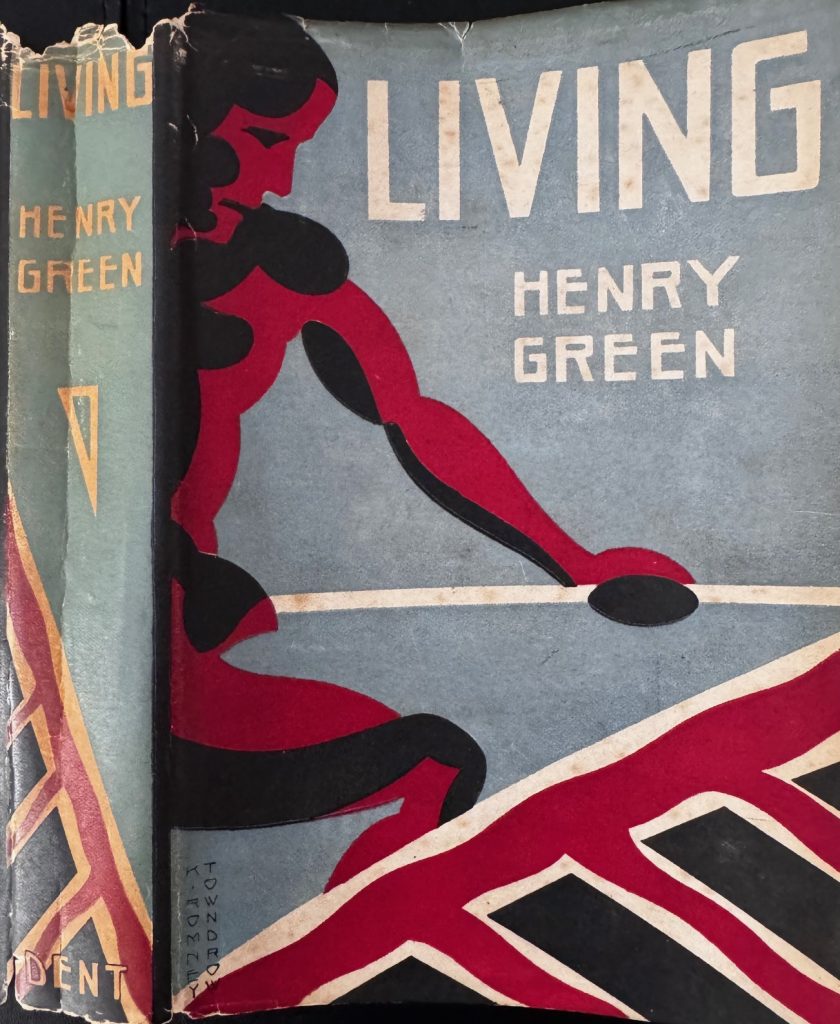 LIVING
HENRY
GREEN
DENT
LIVING
HENRY
GREEN
K. ROMNEY
TOWNDROW